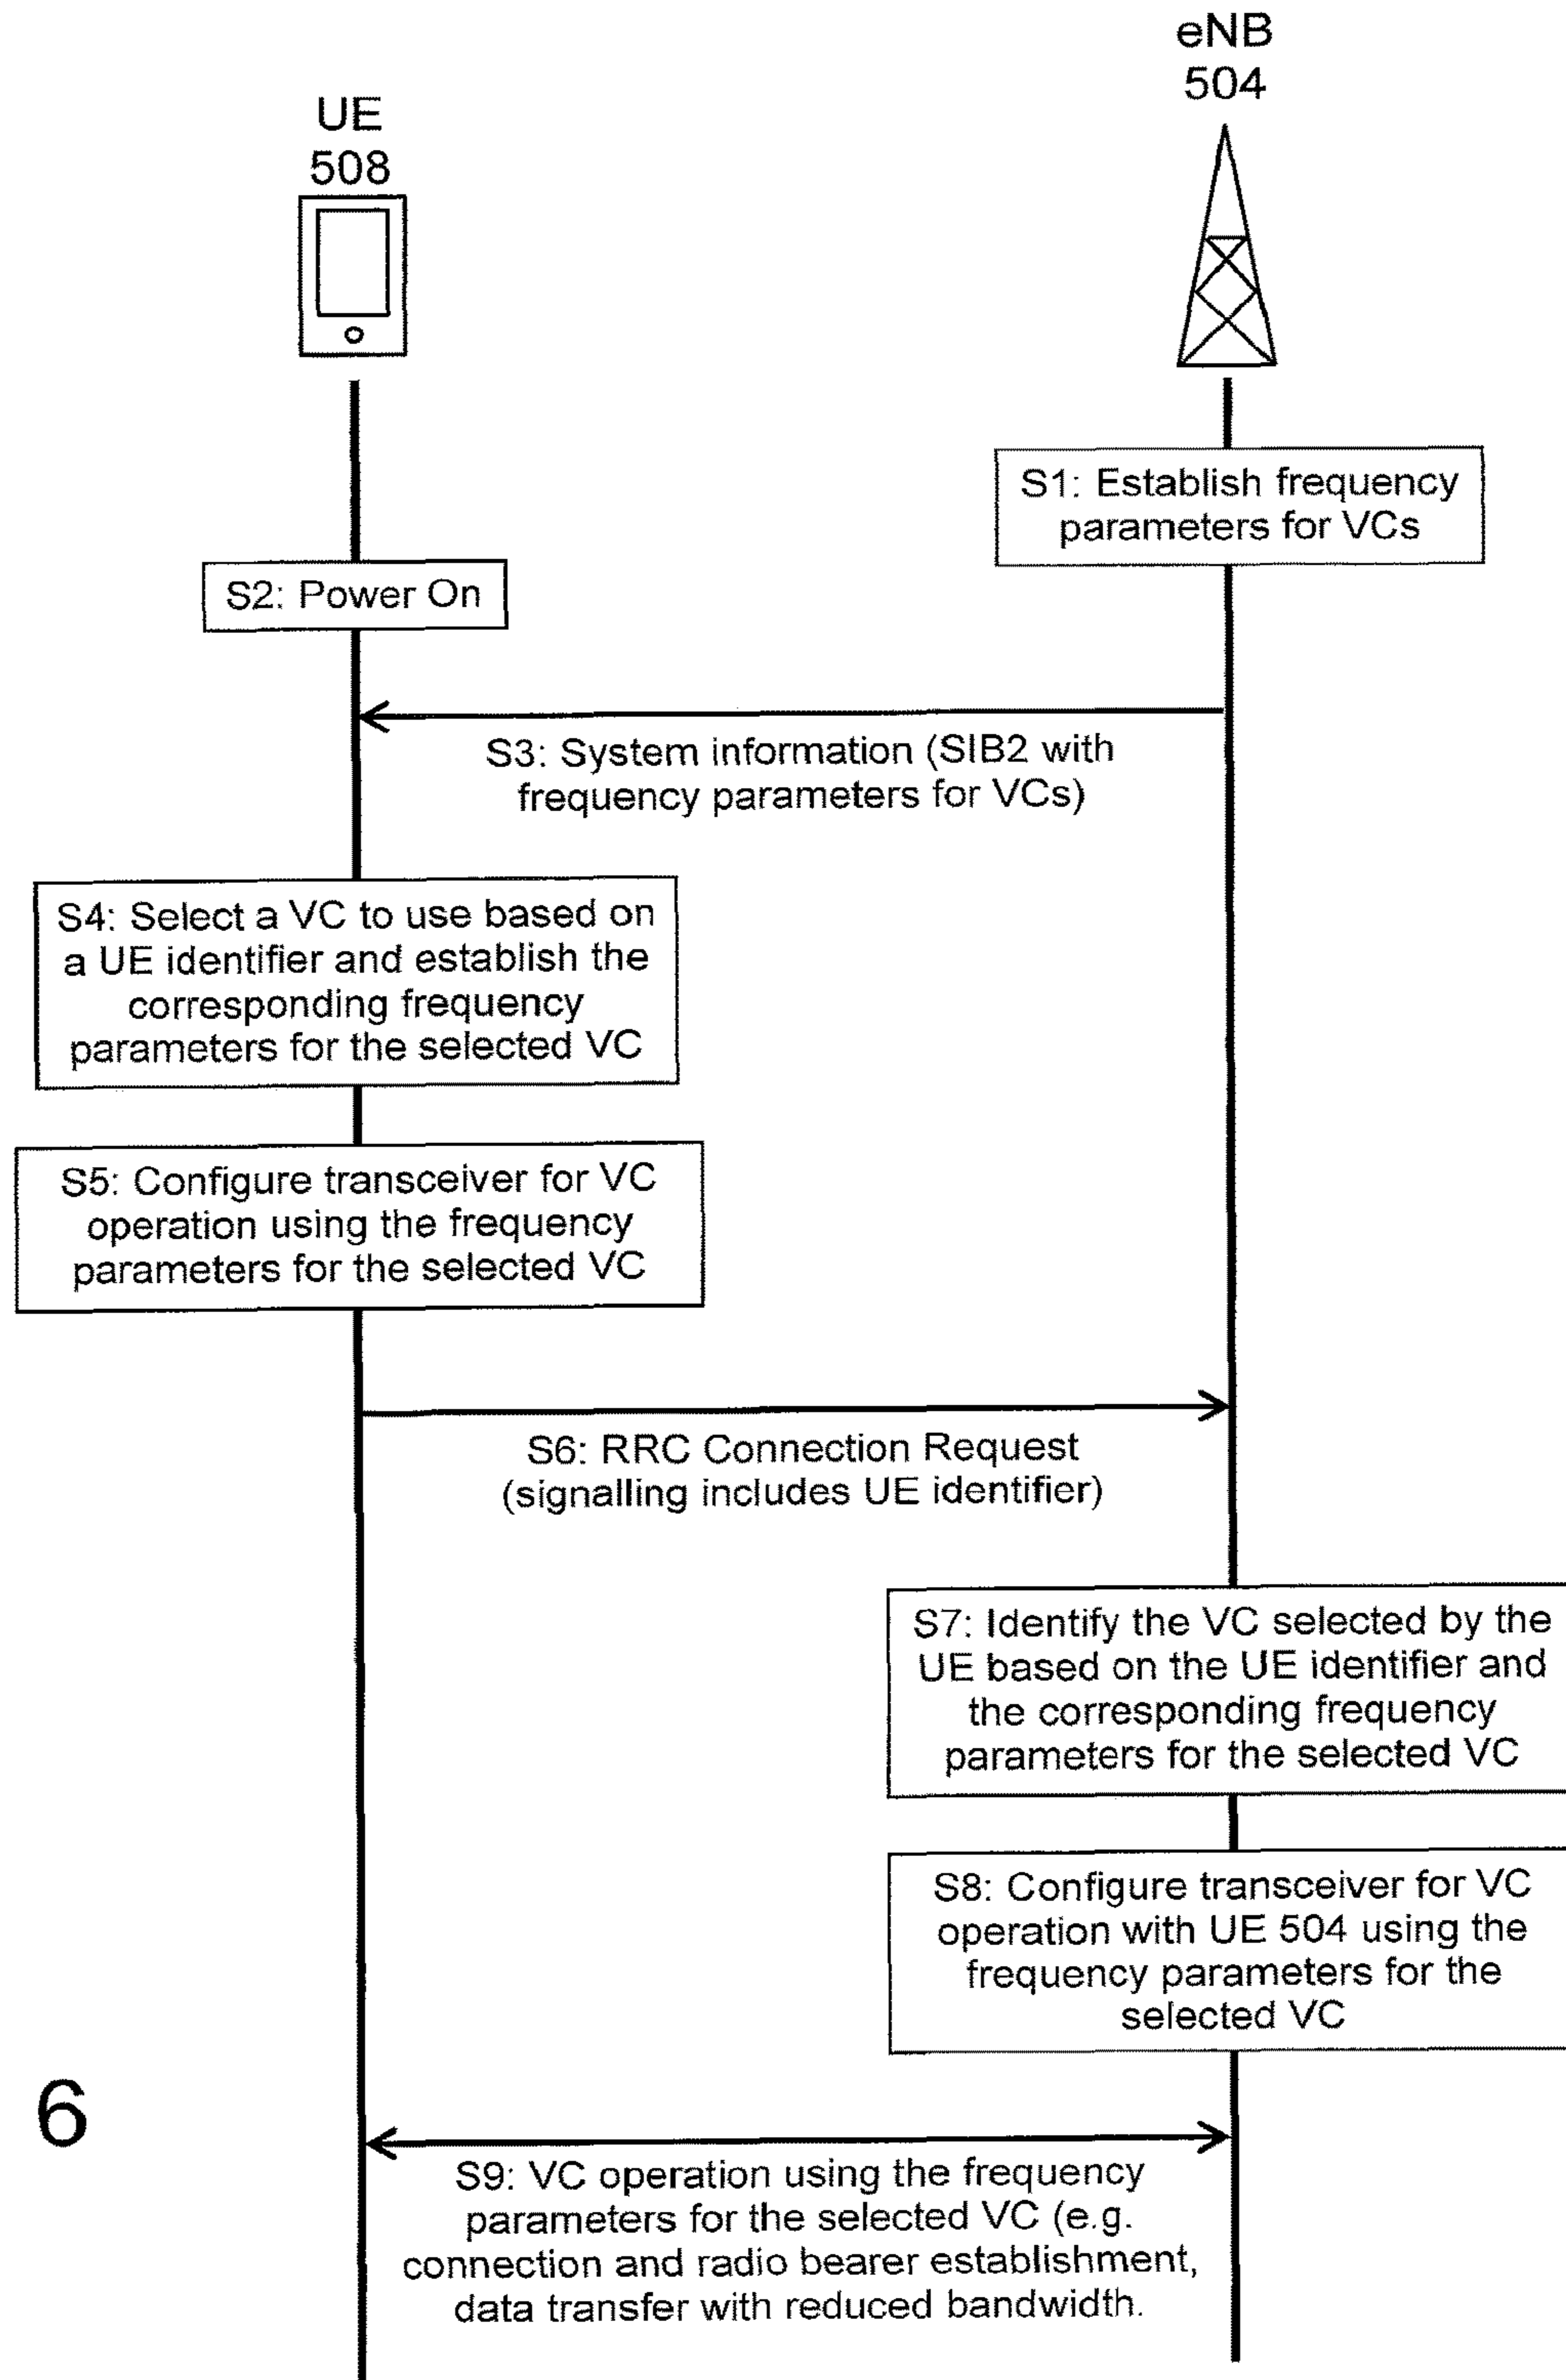 eNB
504
UE
508
S1: Establish frequency
parameters for VCs
S2: Power On
S3: System information (SIB2 with
frequency parameters for VCs)
S4: Select a VC to use based on
a UE identifier and establish the
corresponding frequency
parameters for the selected VC
S5: Configure transceiver for VC
operation using the frequency
parameters for the selected VC
S6: RRC Connection Request
(signalling includes UE identifier)
S7: Identify the VC selected by the
UE based on the UE identifier and
the corresponding frequency
parameters for the selected VC
S8: Configure transceiver for VC
operation with UE 504 using the
frequency parameters for the
selected VC
6
S9: VC operation using the frequency
parameters for the selected VC (e.g.
connection and radio bearer establishment,
data transfer with reduced bandwidth.